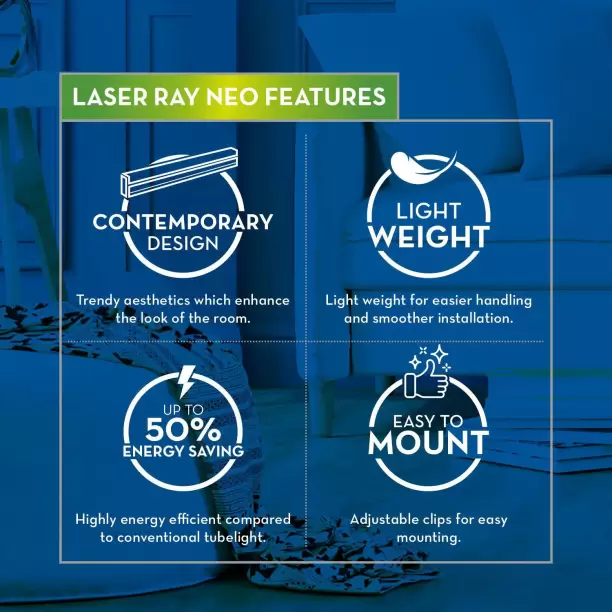 LASER RAY NEO FEATURES
CONTEMPORARY
DESIGN
Trendy aesthetics which enhance
the look of the room.
LIGHT
WEIGHT
Light weight for easier handling
and smoother installation.
UP TO
50%
ENERGY SAVING
Highly energy efficient compared
to conventional tubelight.
EASY TO
MOUNT
Adjustable clips for easy
mounting.